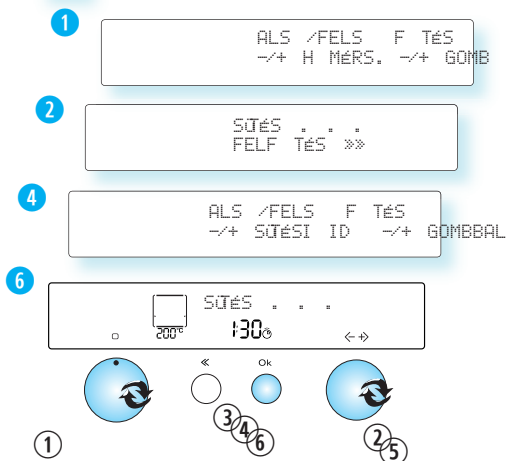 1
ALS /FELS F TÉS
-/+ H MÉRS. -/+ GOMB
2
SÜTÉS . . .
FELF TÉS »»
4
ALS /FELS F TÉS
-/+ SÜTÉSI ID -/+ GOMBBAL
6
SÜTÉS . . .
200°C 1:30
« Ok
3 4 6
1 2 5